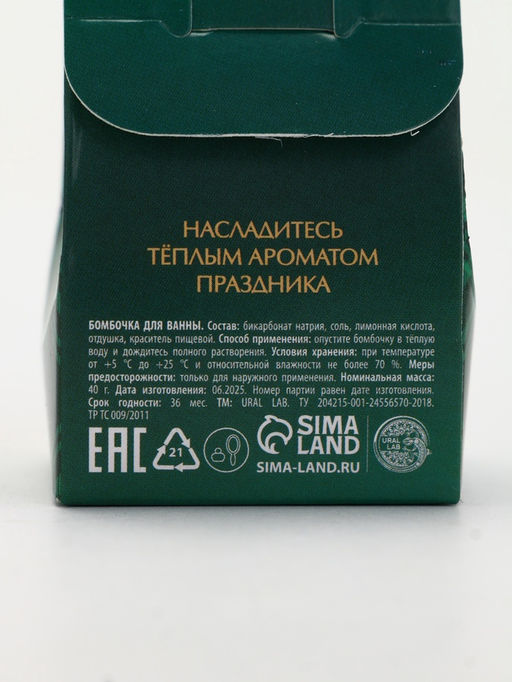 НАСЛАДИТЕСЬ
ТЁПЛЫМ АРОМАТОМ
ПРАЗДНИКА
БОМБОЧКА ДЛЯ ВАННЫ. Состав: бикарбонат натрия, соль, лимонная кислота,
отдушка, краситель пищевой. Способ применения: опустите бомбочку в тёплую
воду и дождитесь полного растворения. Условия хранения: при температуре
от +5 °С до +25 °С и относительной влажности не более 70 %. Меры
предосторожности: только для наружного применения. Номинальная масса:
40 г. Дата изготовления: 06.2025. Номер партии равен дате изготовления.
Срок годности: 36 мес. ТМ: URAL LAB. ТУ 204215-001-24556570-2018.
ТР ТС 009/2011
EAC
21
SIMA
LAND
SIMA-LAND.RU
URAL
LAB